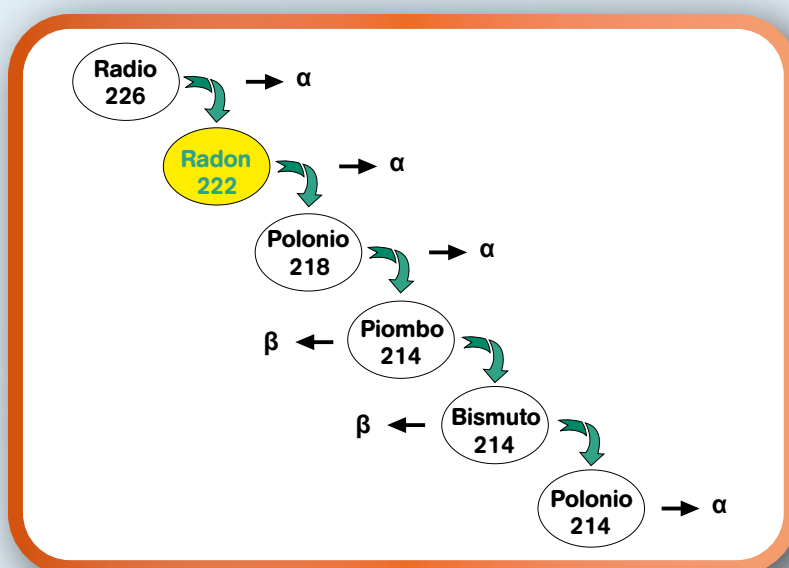 Radio
226
α
Radon
222
α
Polonio
218
α
β
Piombo
214
β
Bismuto
214
Polonio
214
α